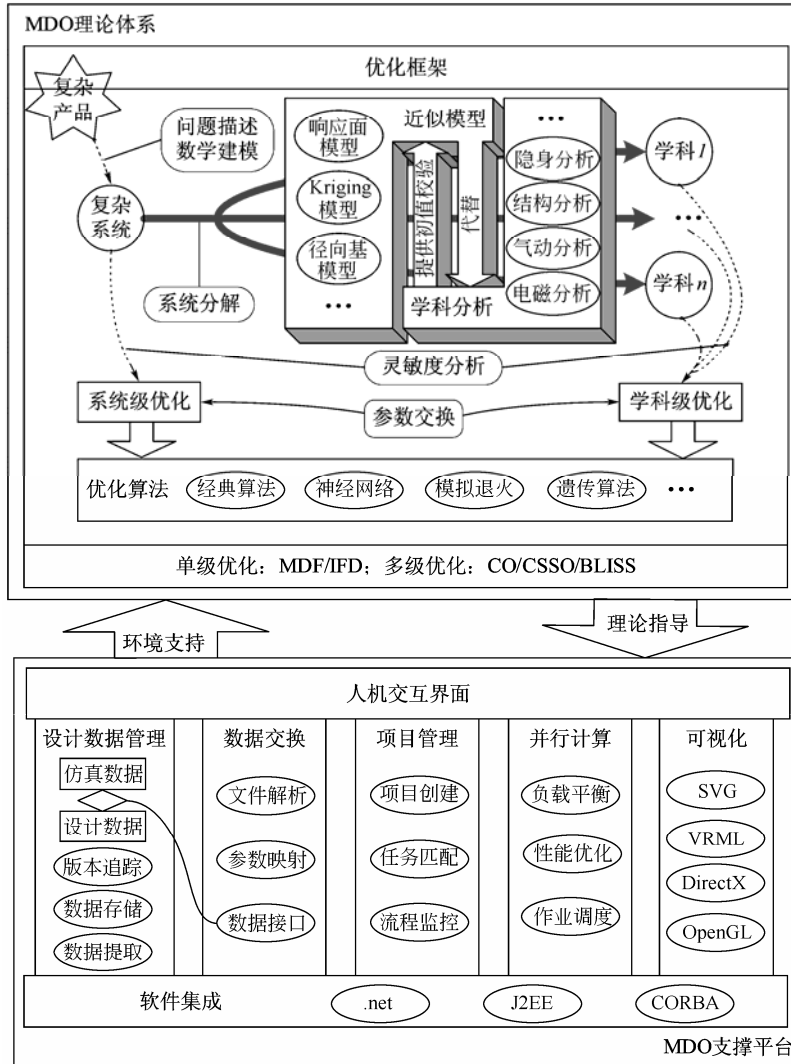 MDO理论体系
优化框架
复杂
产品
问题描述
数学建模
复杂
系统
系统分解
响应面
模型
Kriging
模型
径向基
模型
...
近似模型
提供初值校验
代替
学科分析
...
隐身分析
结构分析
气动分析
电磁分析
学科1
...
学科n
灵敏度分析
系统级优化
参数交换
学科级优化
优化算法
经典算法
神经网络
模拟退火
遗传算法
...
单级优化：MDF/IFD；多级优化：CO/CSSO/BLISS
环境支持
理论指导
人机交互界面
设计数据管理
仿真数据
设计数据
版本追踪
数据存储
数据提取
数据交换
文件解析
参数映射
数据接口
项目管理
项目创建
任务匹配
流程监控
并行计算
负载平衡
性能优化
作业调度
可视化
SVG
VRML
DirectX
OpenGL
软件集成
.net
J2EE
CORBA
MDO支撑平台